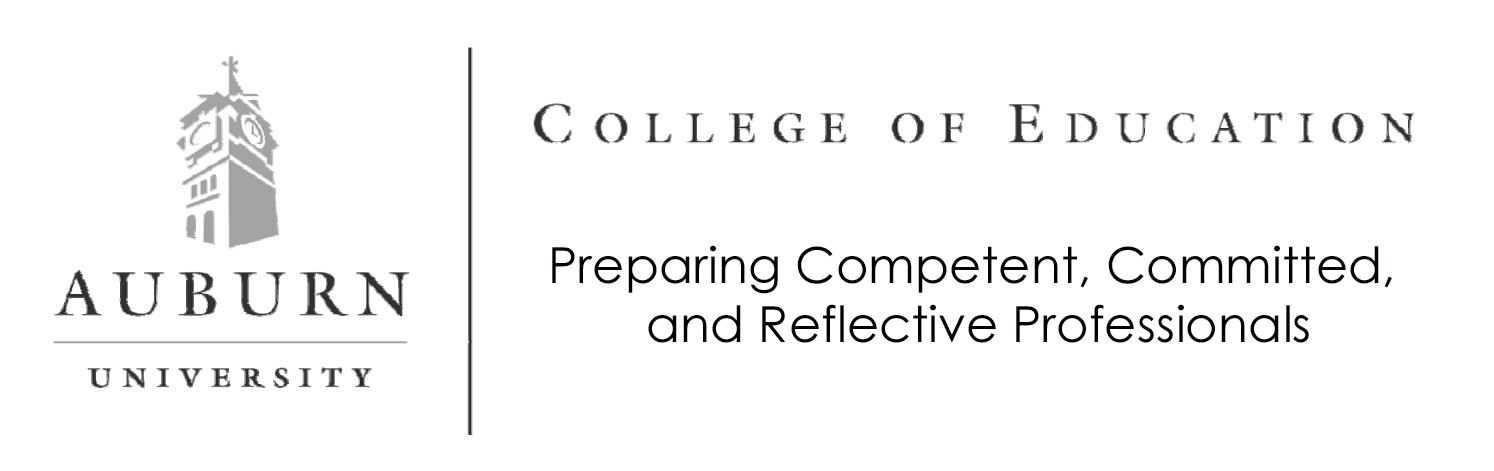 AUBURN
UNIVERSITY
COLLEGE OF EDUCATION
Preparing Competent, Committed,
and Reflective Professionals